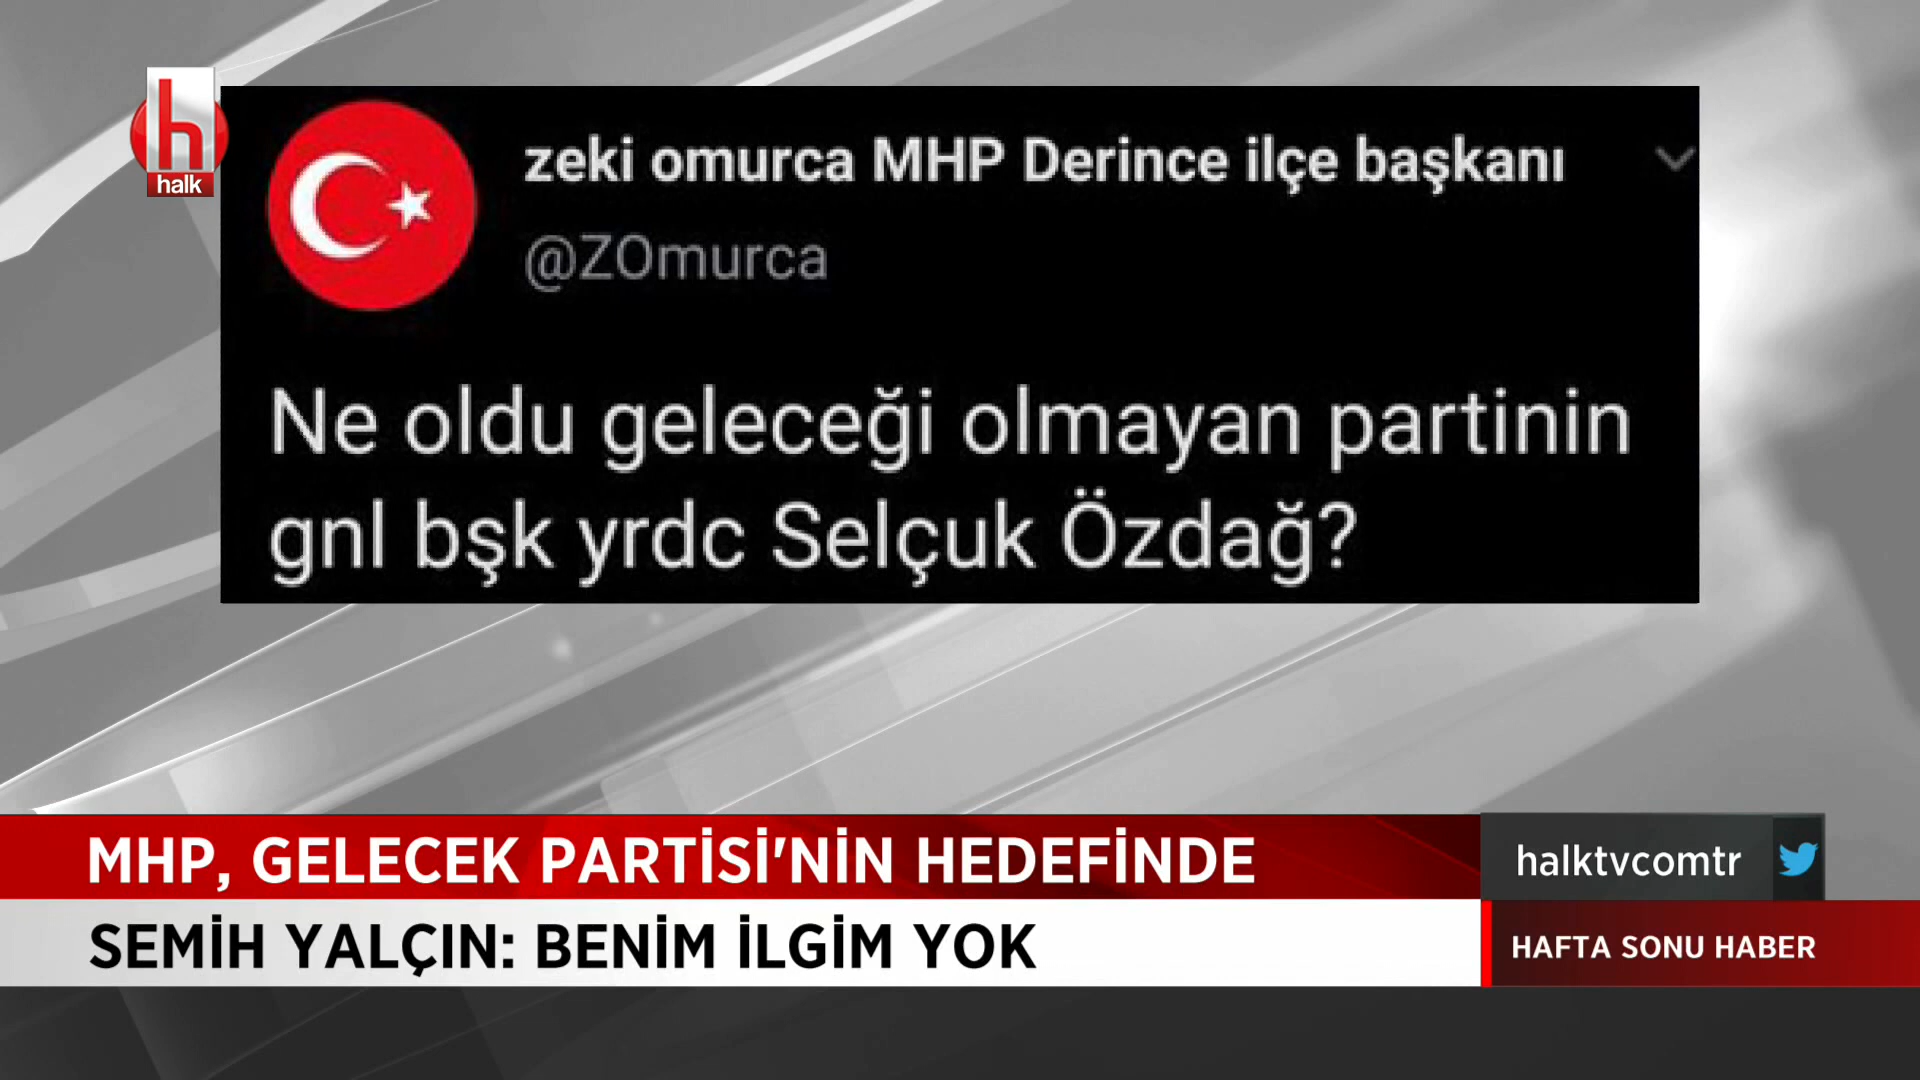 h
halk
zeki omurca MHP Derince ilçe başkanı
@ZOmurca
Ne oldu geleceği olmayan partinin
gnl bşk yrdc Selçuk Özdağ?
MHP, GELECEK PARTİSİ'NİN HEDEFİNDE
halktvcomtr
SEMİH YALÇIN: BENİM İLGİM YOK
HAFTA SONU HABER